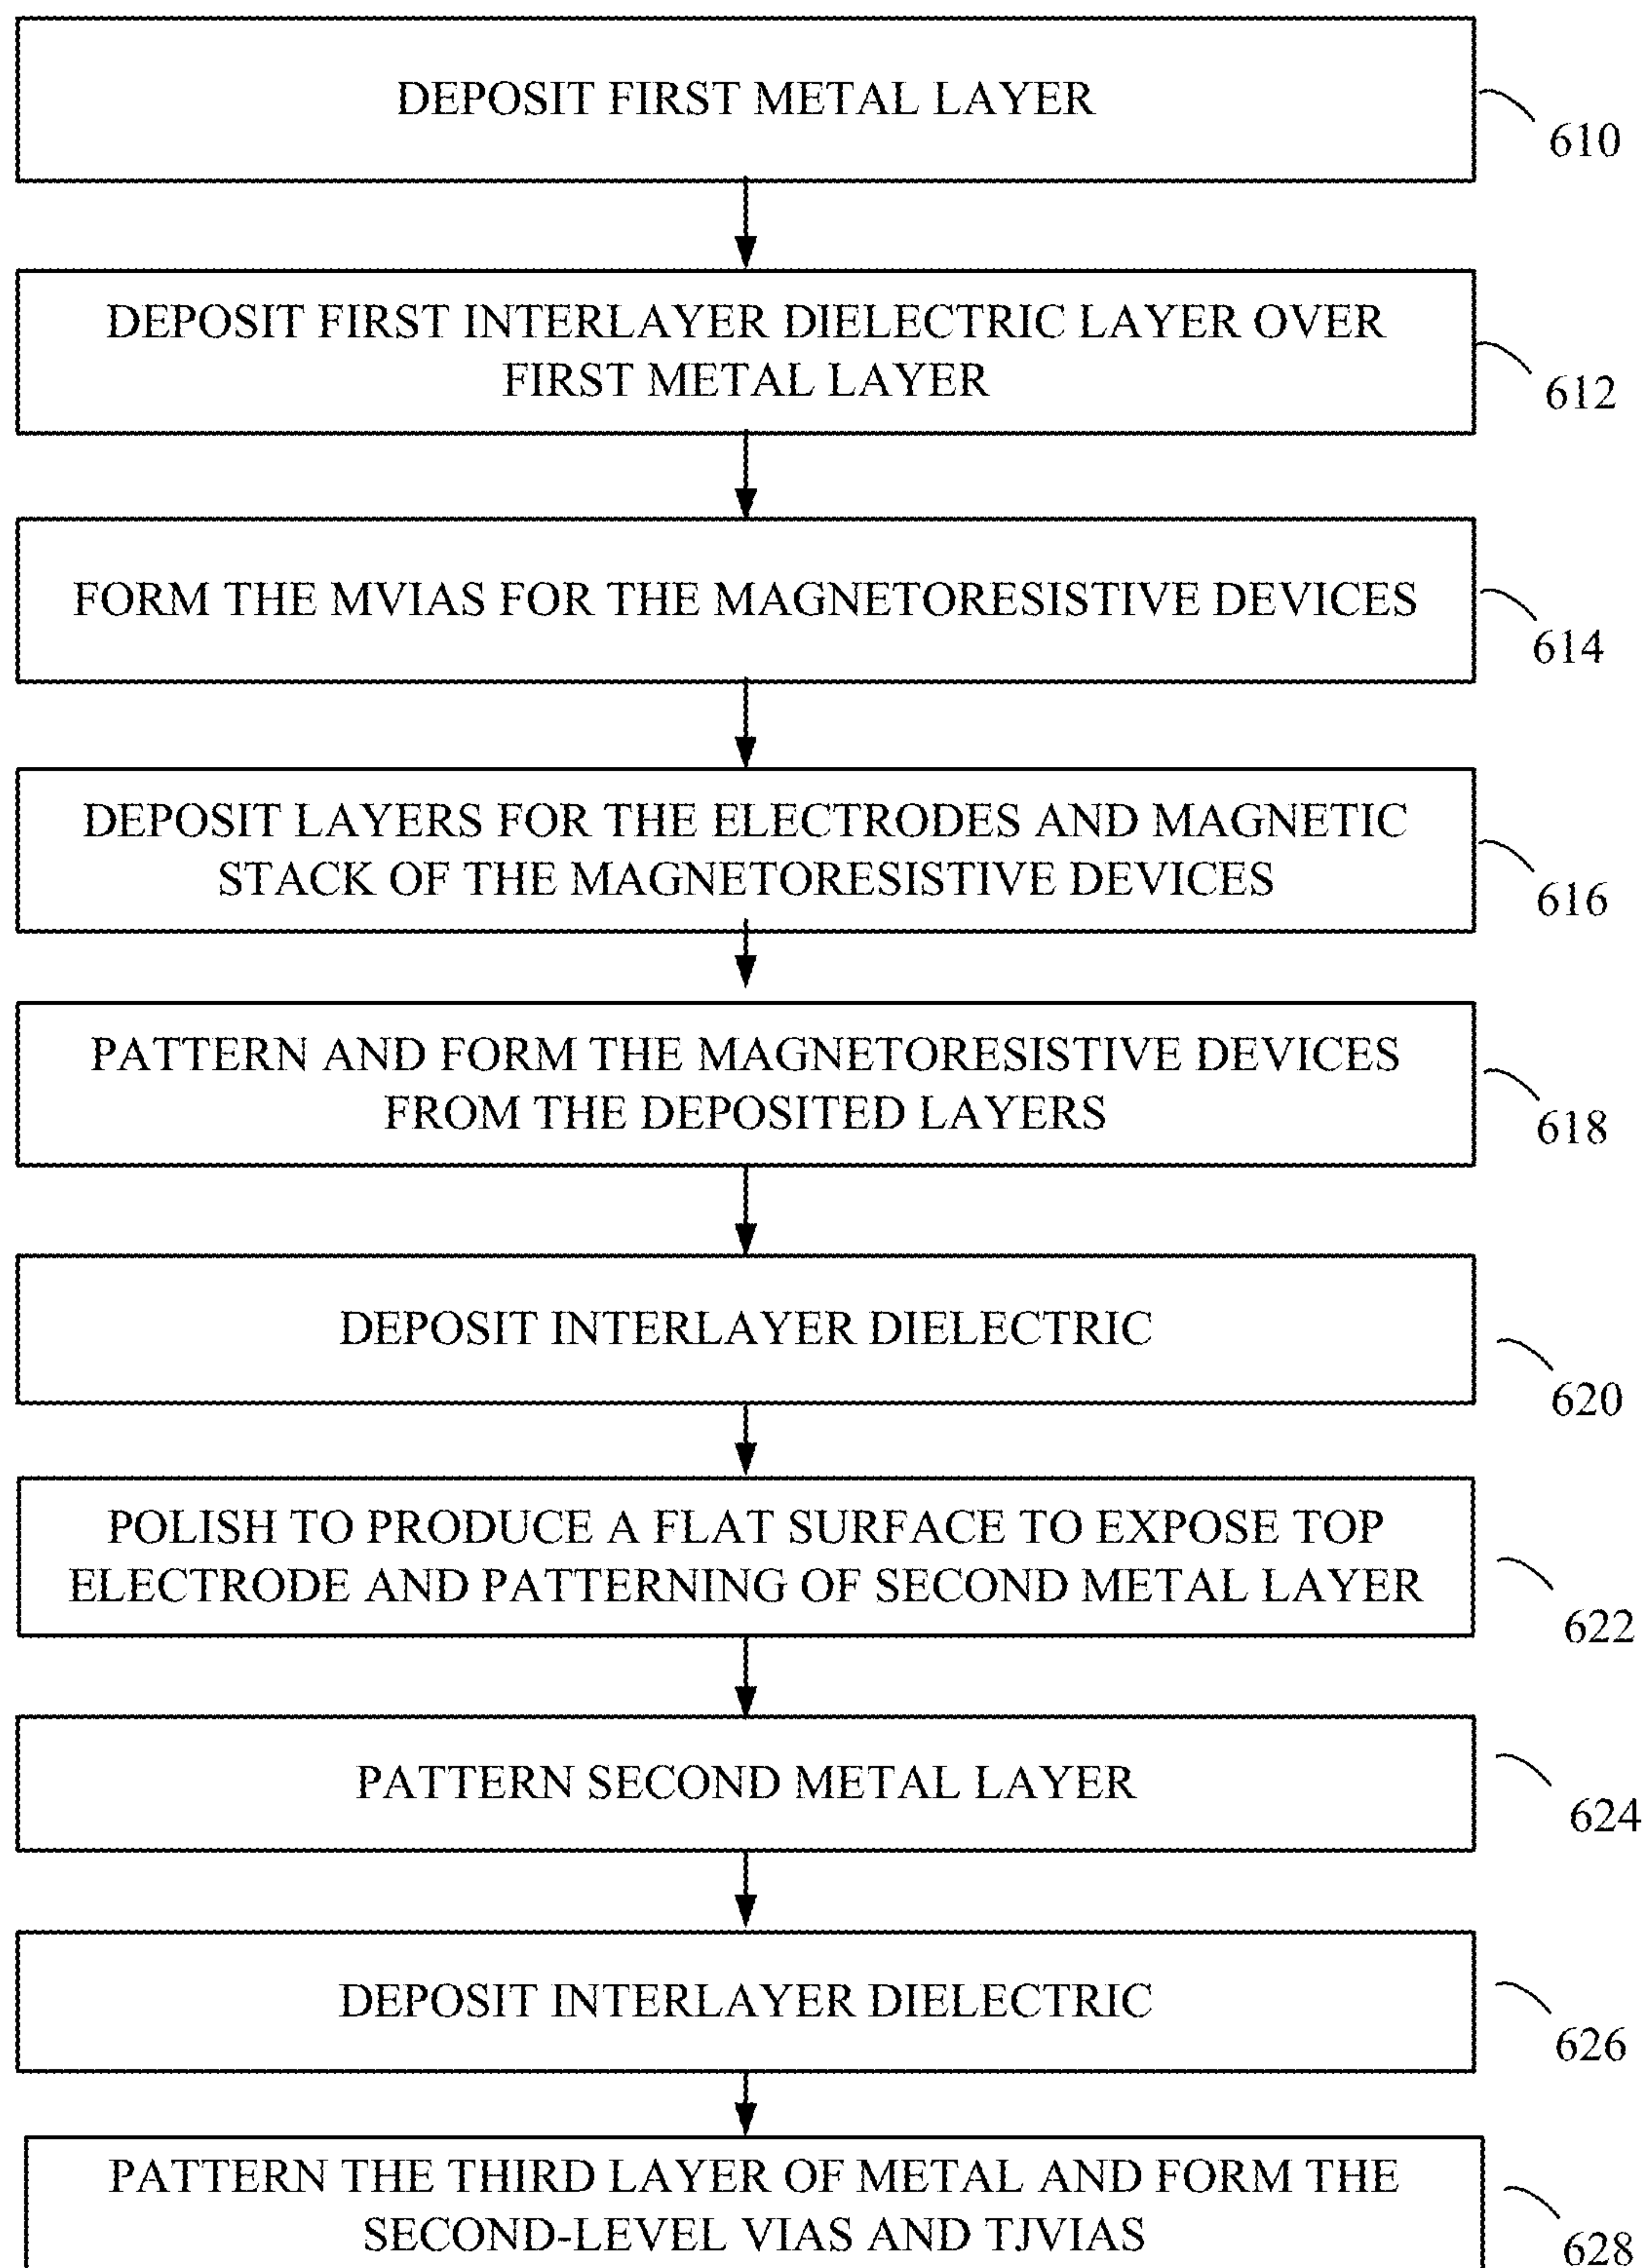 DEPOSIT FIRST METAL LAYER
610
DEPOSIT FIRST INTERLAYER DIELECTRIC LAYER OVER
FIRST METAL LAYER
612
FORM THE MVIAS FOR THE MAGNETORESISTIVE DEVICES
614
DEPOSIT LAYERS FOR THE ELECTRODES AND MAGNETIC
STACK OF THE MAGNETORESISTIVE DEVICES
616
PATTERN AND FORM THE MAGNETORESISTIVE DEVICES
FROM THE DEPOSITED LAYERS
618
DEPOSIT INTERLAYER DIELECTRIC
620
POLISH TO PRODUCE A FLAT SURFACE TO EXPOSE TOP
ELECTRODE AND PATTERNING OF SECOND METAL LAYER
622
PATTERN SECOND METAL LAYER
624
DEPOSIT INTERLAYER DIELECTRIC
626
PATTERN THE THIRD LAYER OF METAL AND FORM THE
SECOND-LEVEL VIAS AND TJVIAS
628